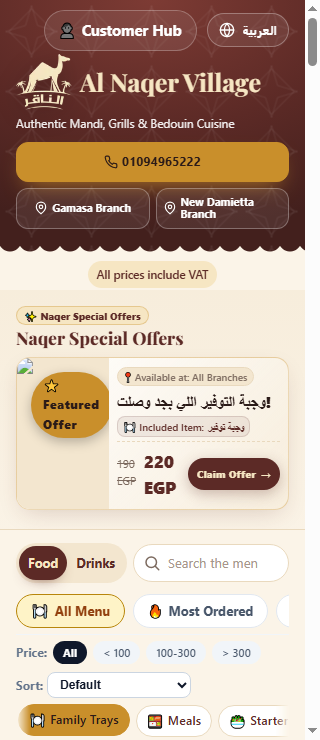 Customer Hub
العربية
الناقر
Al Naqer Village
Authentic Mandi, Grills & Bedouin Cuisine
01094965222
Gamasa Branch
New Damietta
Branch
All prices include VAT
Naqer Special Offers
Naqer Special Offers
Featured
Offer
Available at: All Branches
وجبة التوفير اللي بجد وصلت!
Included Item: وجبة توفير
190
EGP
220
EGP
Claim Offer →
Food
Drinks
Search the men
All Menu
Most Ordered
Price:
All
< 100
100-300
> 300
Sort:
Default
Family Trays
Meals
Starter